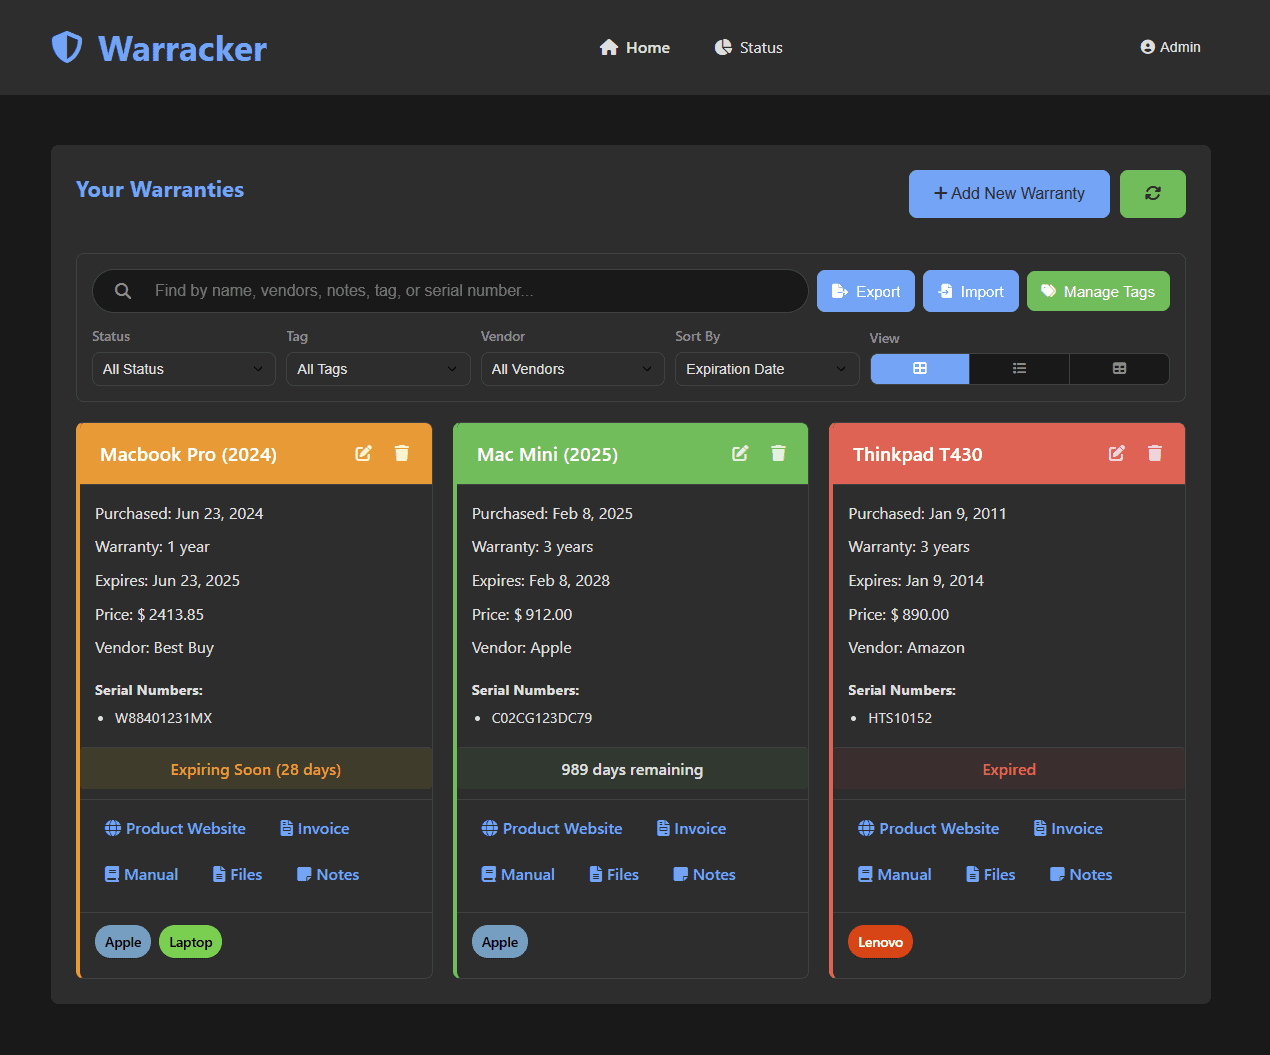 Warracker
Home
Status
Admin
Your Warranties
+ Add New Warranty
Find by name, vendors, notes, tag, or serial number...
Export
Import
Manage Tags
Status
Tag
Vendor
Sort By
View
All Status
All Tags
All Vendors
Expiration Date
Macbook Pro (2024)
Purchased: Jun 23, 2024
Warranty: 1 year
Expires: Jun 23, 2025
Price: $ 2413.85
Vendor: Best Buy
Serial Numbers:
• W88401231MX
Expiring Soon (28 days)
Product Website
Invoice
Manual
Files
Notes
Apple
Laptop
Mac Mini (2025)
Purchased: Feb 8, 2025
Warranty: 3 years
Expires: Feb 8, 2028
Price: $ 912.00
Vendor: Apple
Serial Numbers:
• C02CG123DC79
989 days remaining
Product Website
Invoice
Manual
Files
Notes
Apple
Thinkpad T430
Purchased: Jan 9, 2011
Warranty: 3 years
Expires: Jan 9, 2014
Price: $ 890.00
Vendor: Amazon
Serial Numbers:
• HTS10152
Expired
Product Website
Invoice
Manual
Files
Notes
Lenovo